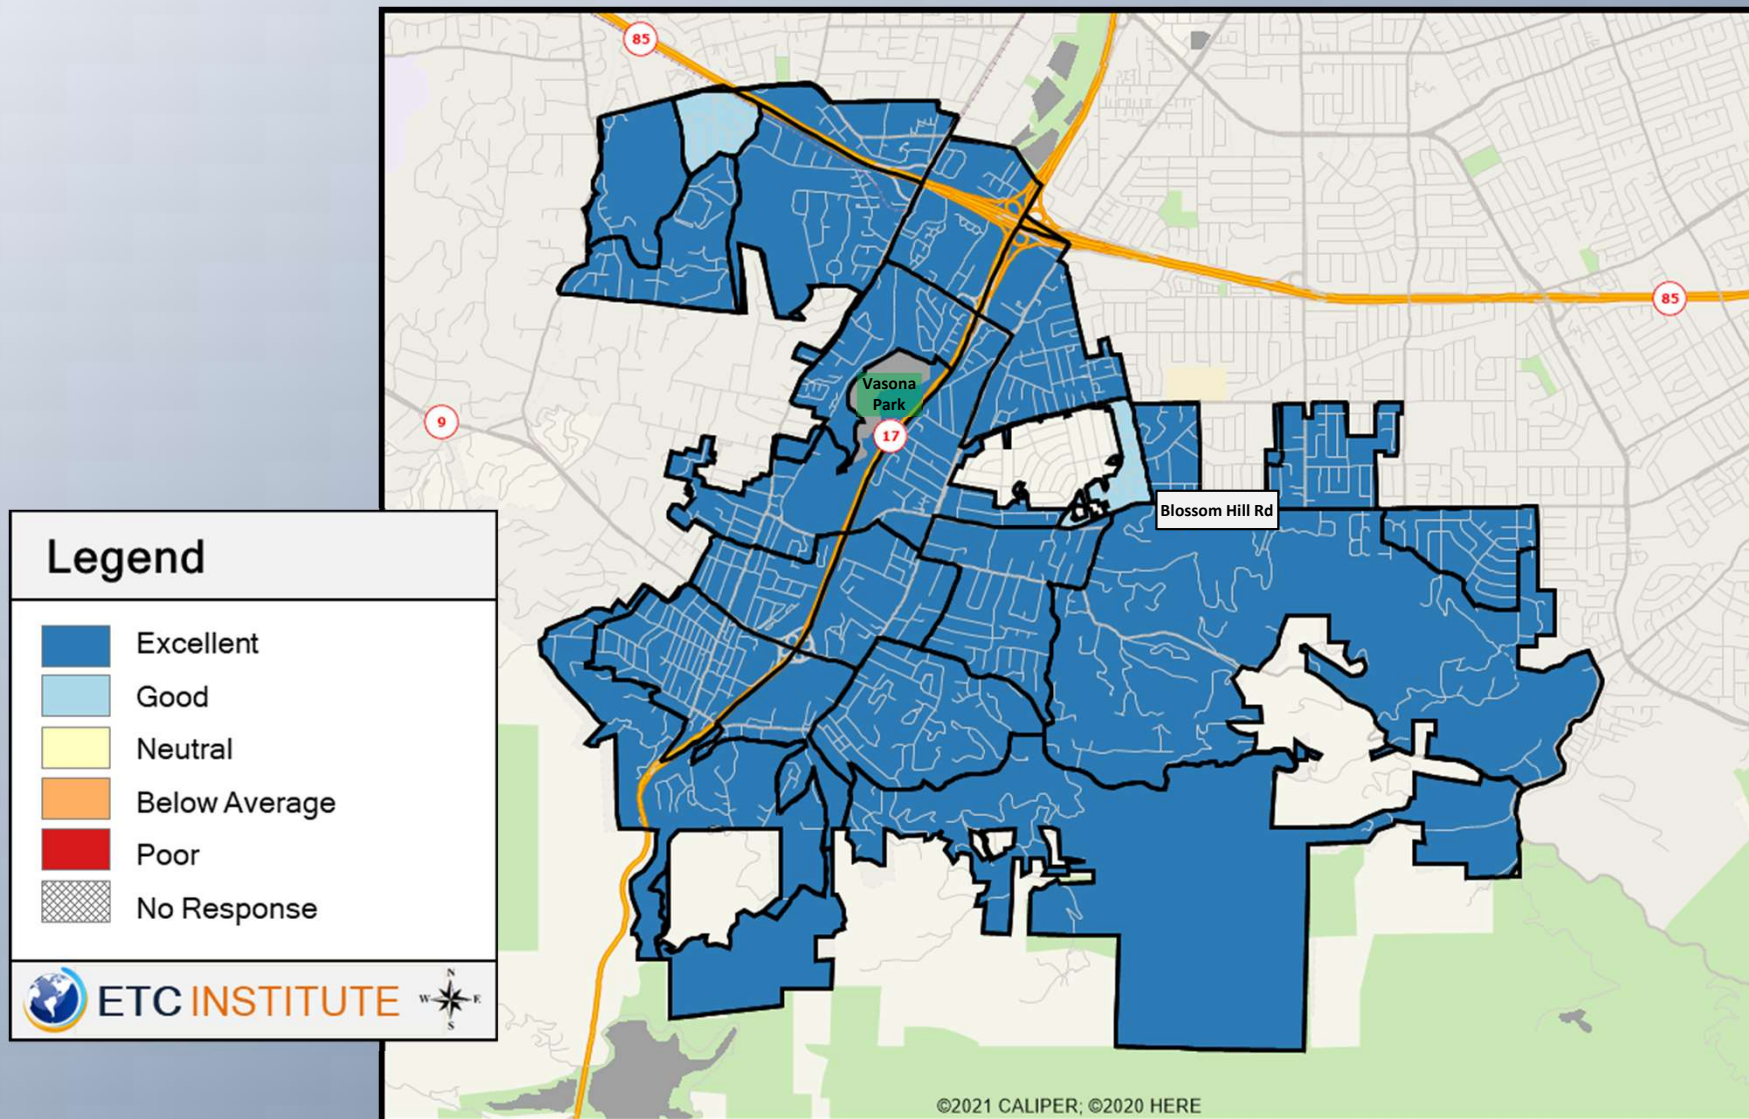 85
85
9
Vasona
Park
17
Blossom Hill Rd
Legend
Excellent
Good
Neutral
Below Average
Poor
No Response
ETC INSTITUTE
N
W
E
S
©2021 CALIPER; ©2020 HERE